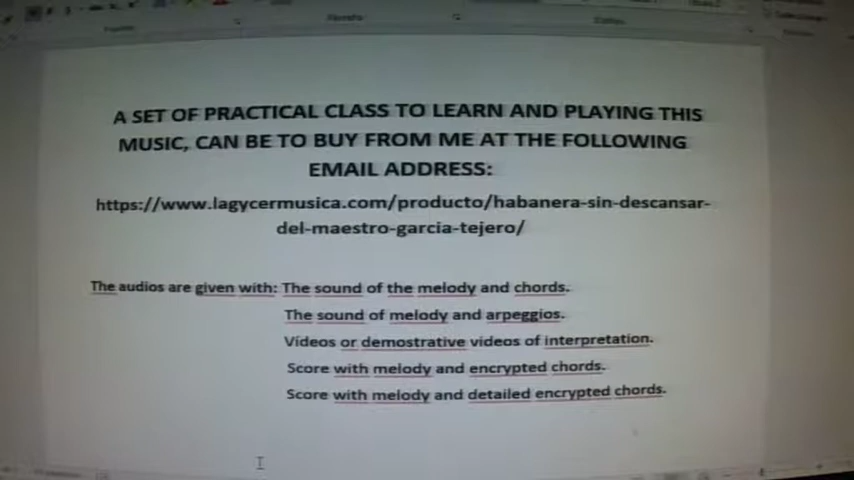 A SET OF PRACTICAL CLASS TO LEARN AND PLAYING THIS
MUSIC, CAN BE TO BUY FROM ME AT THE FOLLOWING
EMAIL ADDRESS:
https://www.lagycermusica.com/producto/habanera-sin-descansar-
del-maestro-garcia-tejero/
The audios are given with: The sound of the melody and chords.
The sound of melody and arpeggios.
Vídeos or demostrative videos of interpretation.
Score with melody and encrypted chords.
Score with melody and detailed encrypted chords.